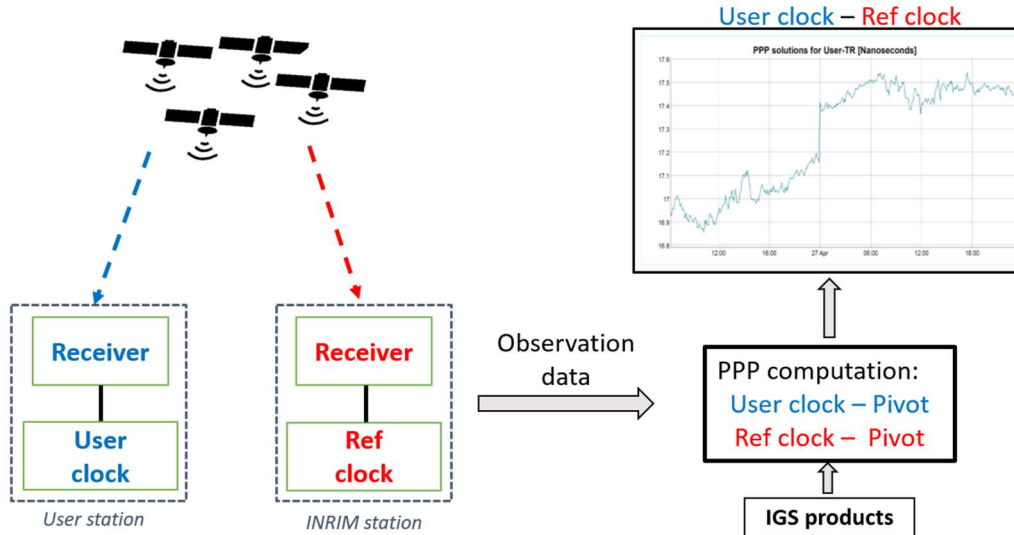 User clock – Ref clock
PPP solutions for User-TR [Nanoseconds]
17.6
17.5
17.4
17.3
17.2
17.1
17
16.9
16.8
12:00
18:00
27 Apr
06:00
12:00
18:00
Receiver
User
clock
User station
Receiver
Ref
clock
INRIM station
Observation
data
PPP computation:
User clock – Pivot
Ref clock – Pivot
IGS products